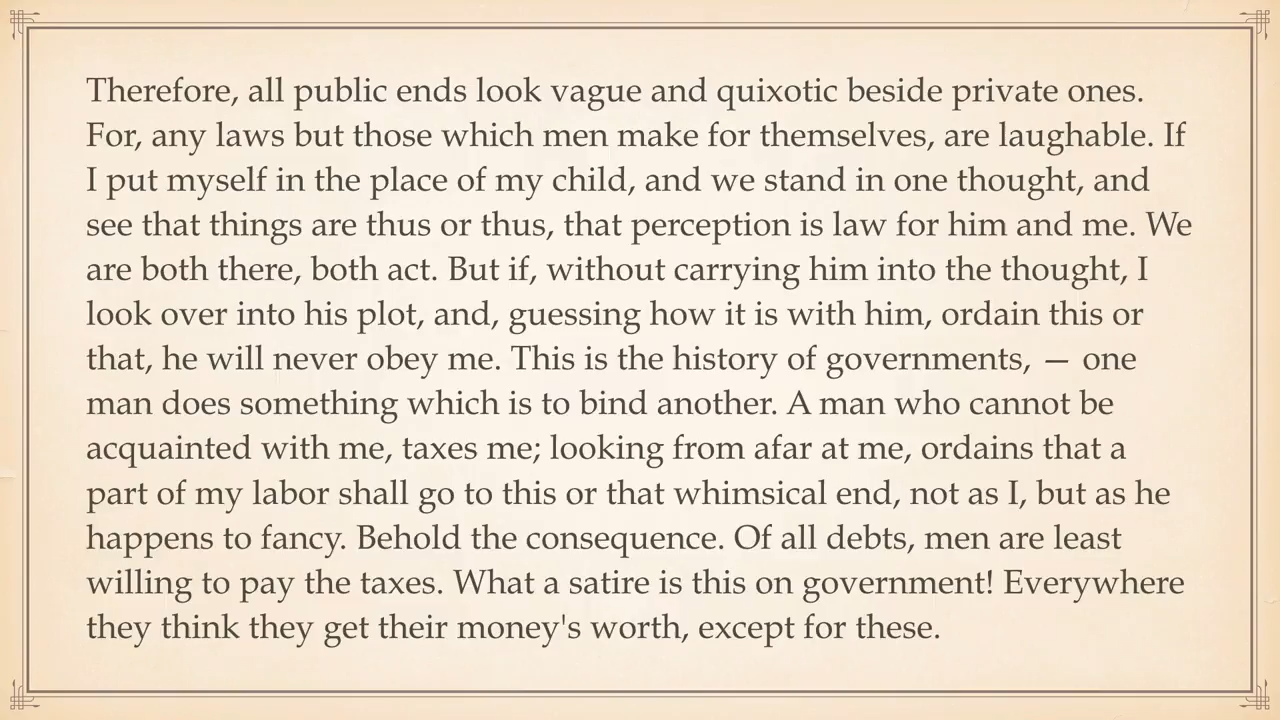 Therefore, all public ends look vague and quixotic beside private ones.
For, any laws but those which men make for themselves, are laughable. If
I put myself in the place of my child, and we stand in one thought, and
see that things are thus or thus, that perception is law for him and me. We
are both there, both act. But if, without carrying him into the thought, I
look over into his plot, and, guessing how it is with him, ordain this or
that, he will never obey me. This is the history of governments, — one
man does something which is to bind another. A man who cannot be
acquainted with me, taxes me; looking from afar at me, ordains that a
part of my labor shall go to this or that whimsical end, not as I, but as he
happens to fancy. Behold the consequence. Of all debts, men are least
willing to pay the taxes. What a satire is this on government! Everywhere
they think they get their money's worth, except for these.